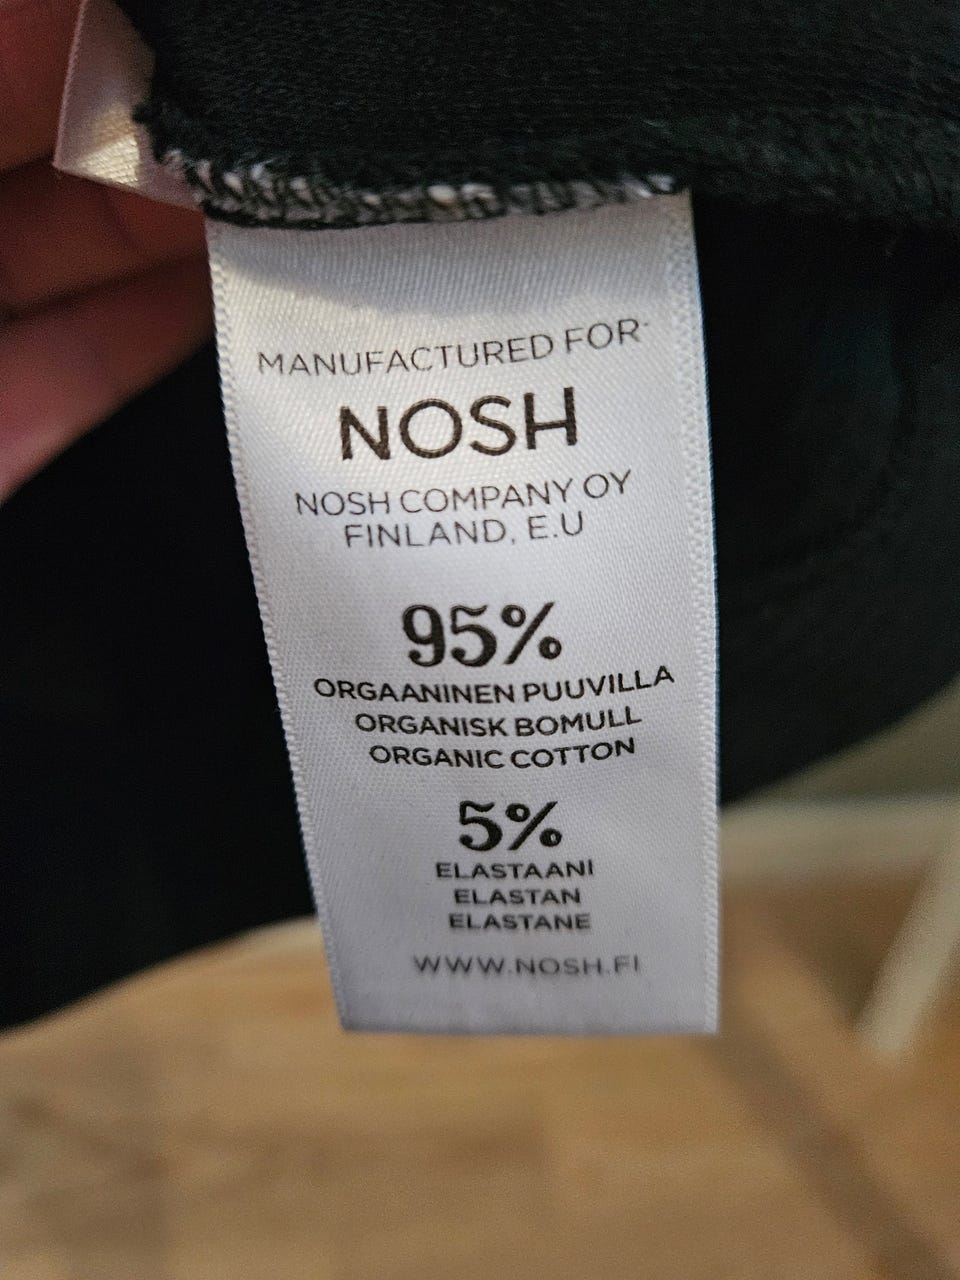 MANUFACTURED FOR
NOSH
NOSH COMPANY OY
FINLAND, E.U
95%
ORGAANINEN PUUVILLA
ORGANISK BOMULL
ORGANIC COTTON
5%
ELASTAANI
ELASTAN
ELASTANE
WWW.NOSH.FI